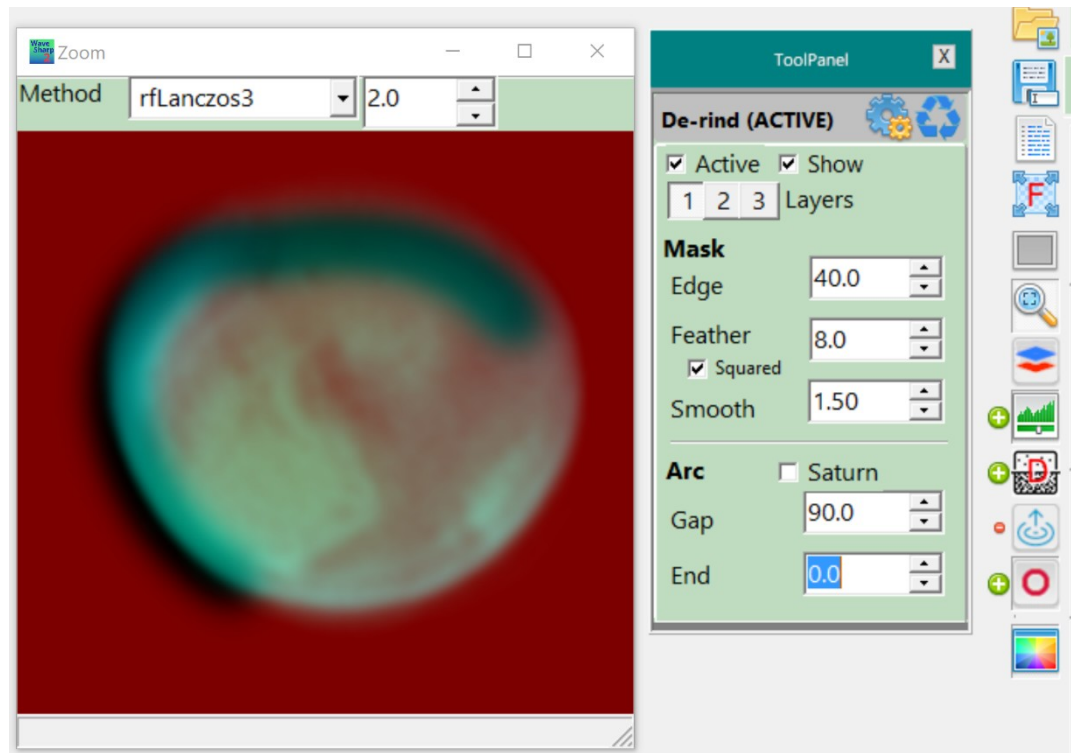 Wave
Sharp
2
Zoom
Method
rfLanczos3
2.0
ToolPanel
X
De-rind (ACTIVE)
Active
Show
1 2 3 Layers
Mask
Edge
40.0
Feather
8.0
Squared
Smooth
1.50
Arc
Saturn
Gap
90.0
End
0.0
F
D